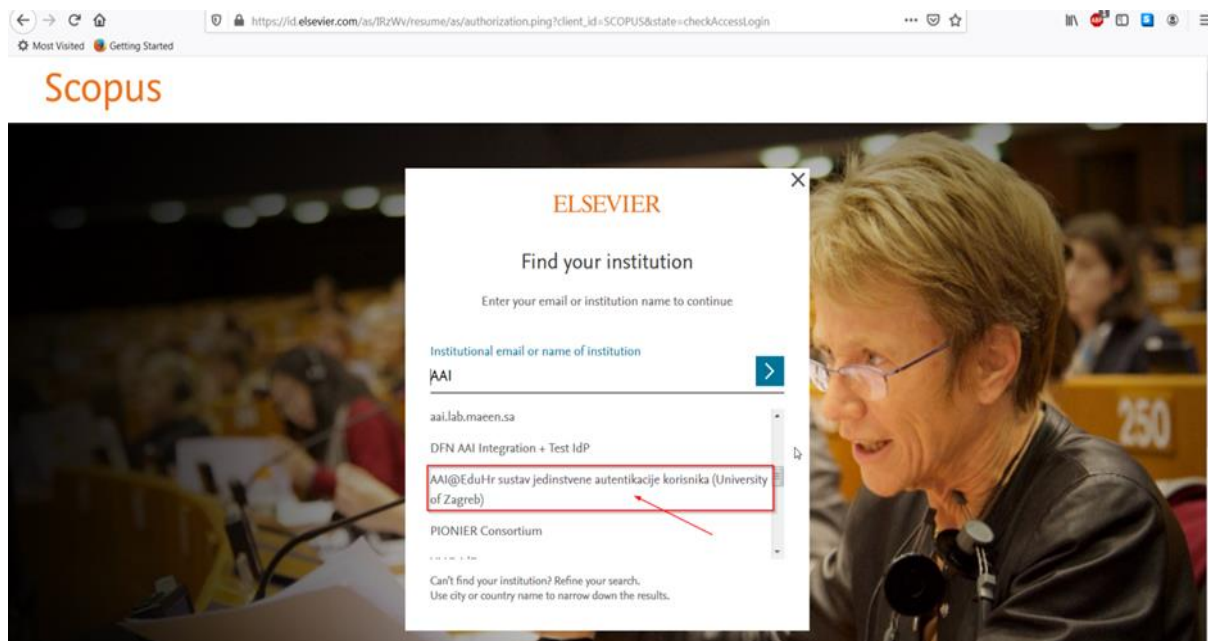 https://id.elsevier.com/as/IRzWv/resume/as/authorization.ping?client_id=SCOPUS&state=checkAccessLogin
Most Visited
Getting Started
Scopus
ELSEVIER
Find your institution
Enter your email or institution name to continue
Institutional email or name of institution
AAI
aai.lab.maeen.sa
DFN AAI Integration + Test IdP
AAI@EduHr sustav jedinstvene autentikacije korisnika (University
of Zagreb)
PIONIER Consortium
Can't find your institution? Refine your search.
Use city or country name to narrow down the results.
250